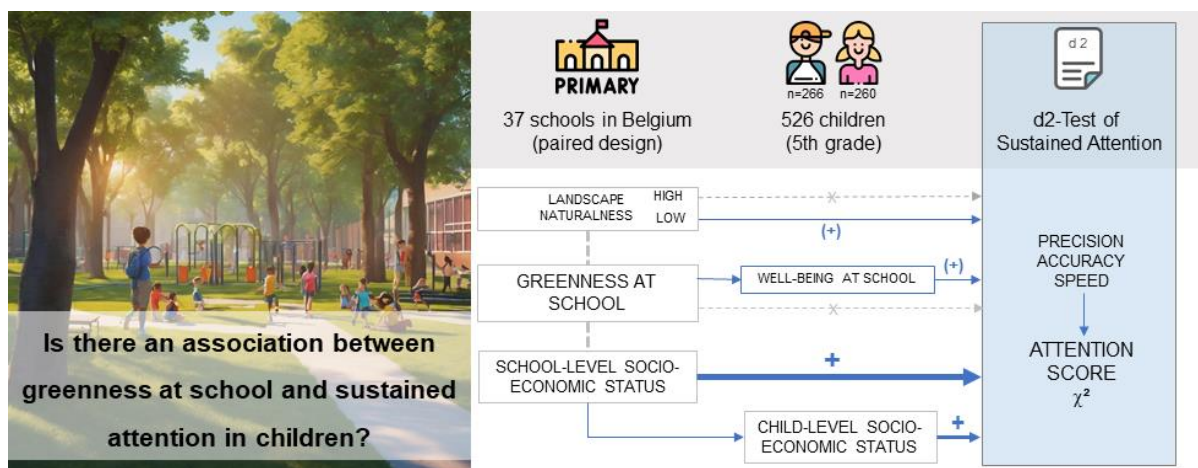 Is there an association between
greenness at school and sustained
attention in children?
PRIMARY
37 schools in Belgium
(paired design)
n=266 n=260
526 children
(5th grade)
d2
d2-Test of
Sustained Attention
LANDSCAPE
NATURALNESS
HIGH
LOW
x
(+)
GREENNESS AT
SCHOOL
WELL-BEING AT SCHOOL
(+)
x
SCHOOL-LEVEL SOCIO-
ECONOMIC STATUS
+
CHILD-LEVEL SOCIO-
ECONOMIC STATUS
+
PRECISION
ACCURACY
SPEED
ATTENTION
SCORE
χ²